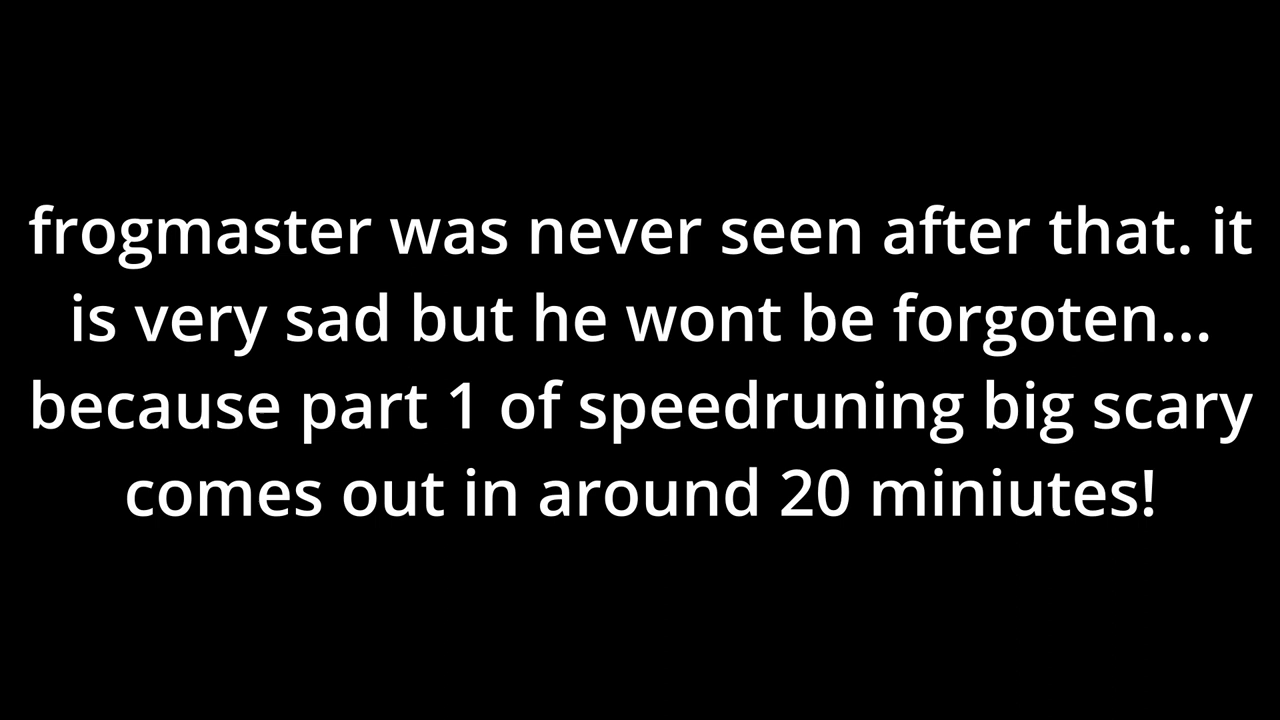 frogmaster was never seen after that. it
is very sad but he wont be forgoten...
because part 1 of speedruning big scary
comes out in around 20 miniutes!